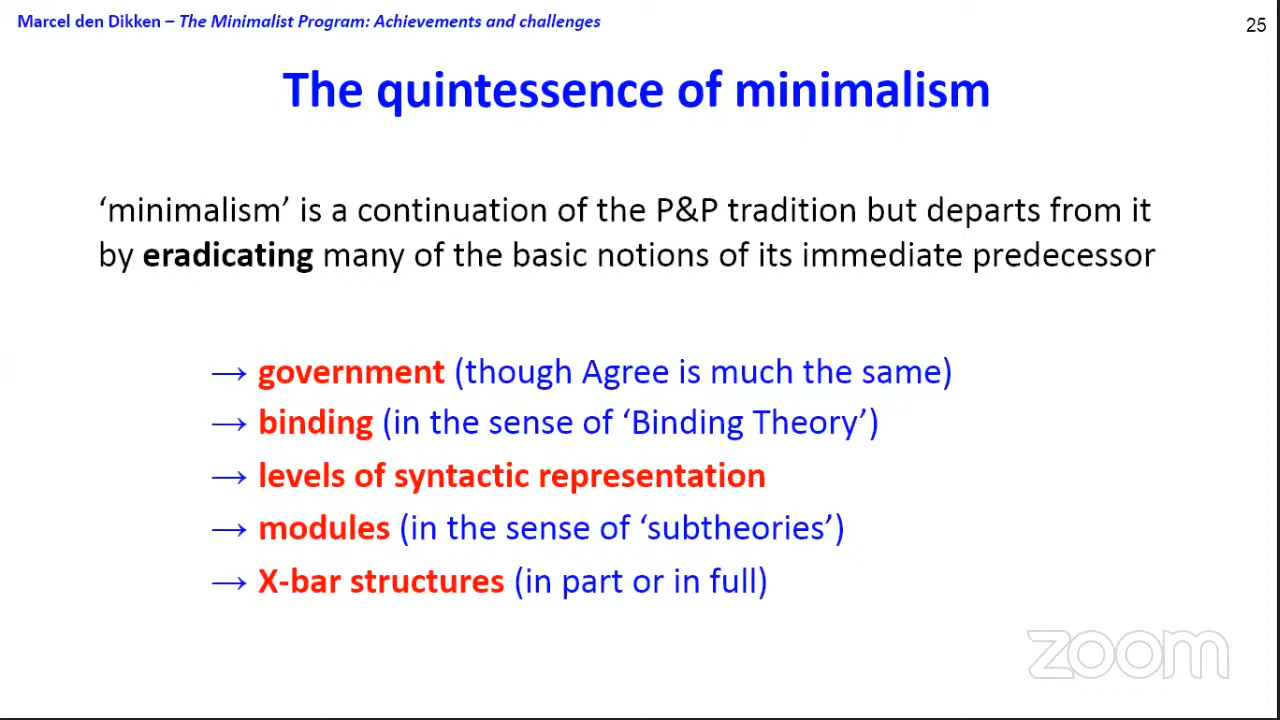 Marcel den Dikken – The Minimalist Program: Achievements and challenges
25
The quintessence of minimalism
‘minimalism’ is a continuation of the P&P tradition but departs from it
by eradicating many of the basic notions of its immediate predecessor
→ government (though Agree is much the same)
→ binding (in the sense of ‘Binding Theory’)
→ levels of syntactic representation
→ modules (in the sense of ‘subtheories’)
→ X-bar structures (in part or in full)
zoom